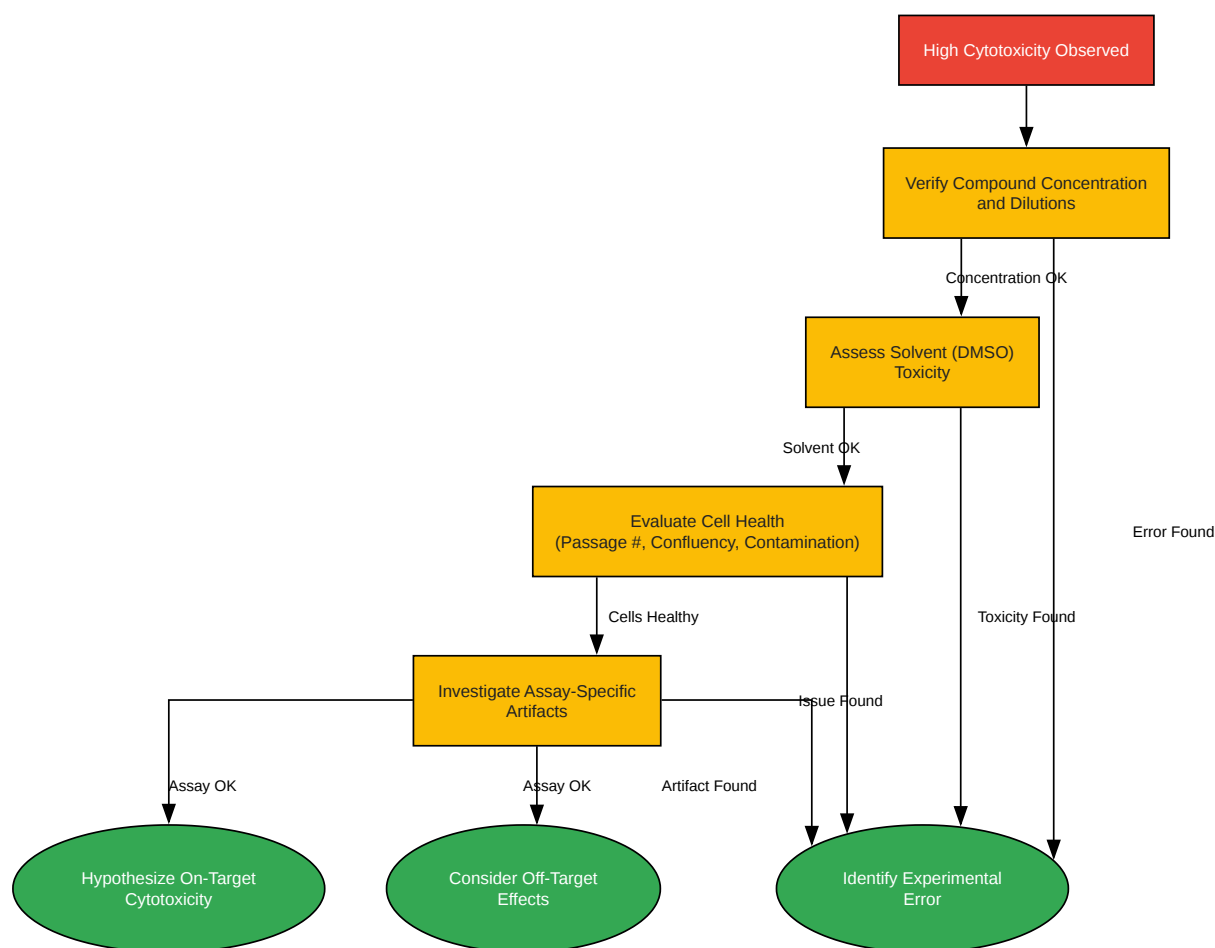 High Cytotoxicity Observed
Verify Compound Concentration
and Dilutions
Concentration OK
Assess Solvent (DMSO)
Toxicity
Solvent OK
Evaluate Cell Health
(Passage #, Confluency, Contamination)
Error Found
Cells Healthy
Toxicity Found
Investigate Assay-Specific
Artifacts
Issue Found
Assay OK
Assay OK
Artifact Found
Hypothesize On-Target
Cytotoxicity
Consider Off-Target
Effects
Identify Experimental
Error